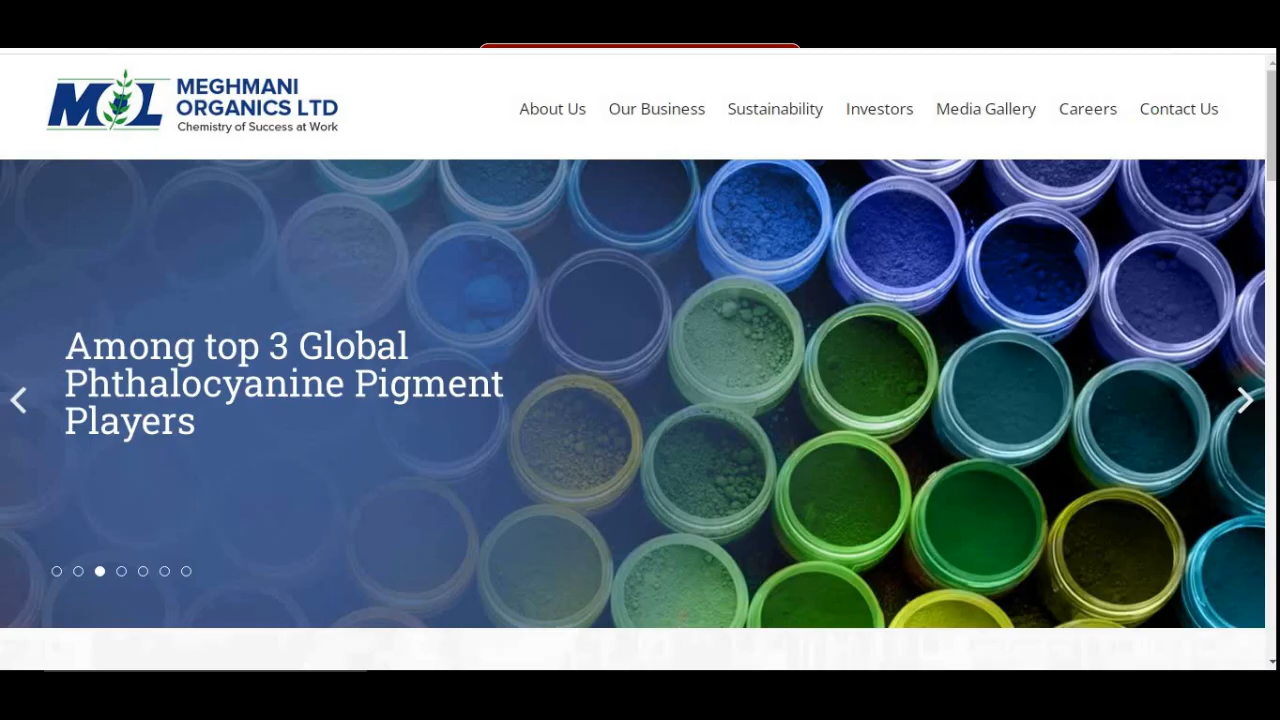 MOL
MEGHMANI
ORGANICS LTD
Chemistry of Success at Work
About Us Our Business Sustainability Investors Media Gallery Careers Contact Us
Among top 3 Global
Phthalocyanine Pigment
Players